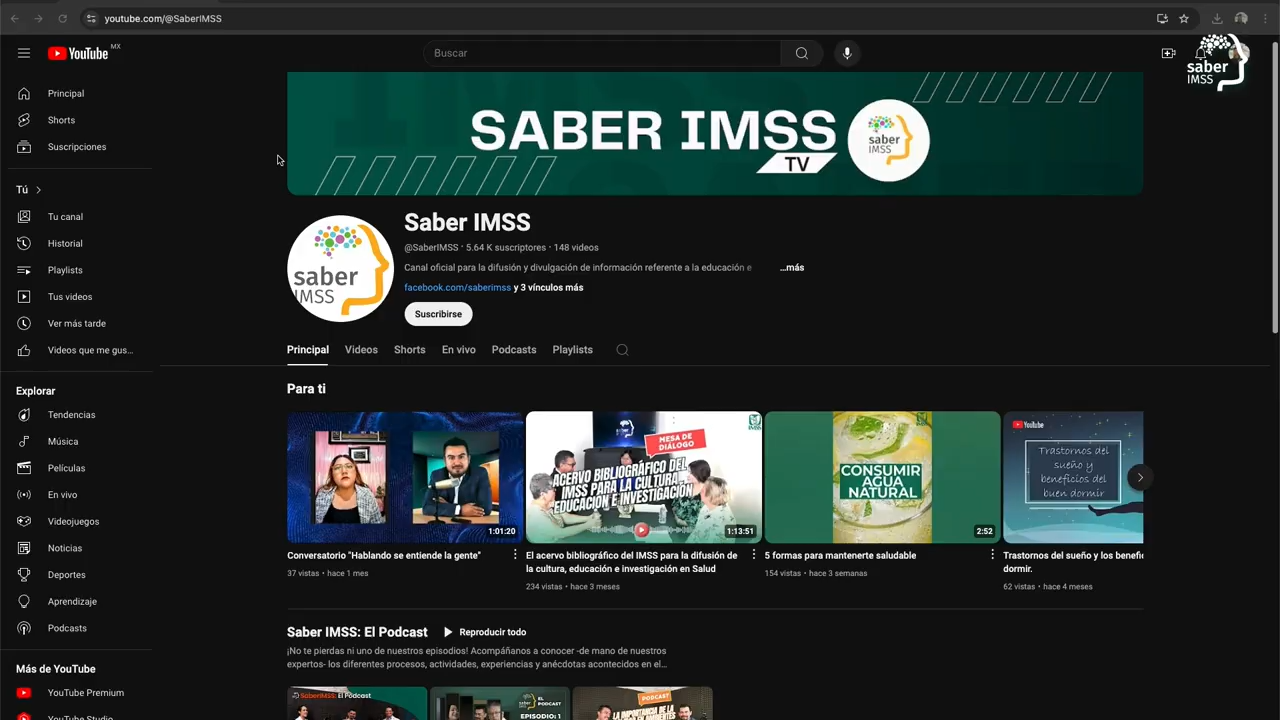 youtube.com/@SaberIMSS
YouTube MX
Buscar
saber
IMSS
Principal
Shorts
Suscripciones
Tú
Tu canal
Historial
Playlists
Tus videos
Ver más tarde
Videos que me gus...
Explorar
Tendencias
Música
Películas
En vivo
Videojuegos
Noticias
Deportes
Aprendizaje
Podcasts
Más de YouTube
YouTube Premium
YouTube Studio
SABER IMSS
TV
saber
IMSS
saber
IMSS
Saber IMSS
@SaberIMSS · 5.64 K suscriptores · 148 videos
Canal oficial para la difusión y divulgación de información referente a la educación e ...más
facebook.com/saberimss y 3 vínculos más
Suscribirse
Principal Videos Shorts En vivo Podcasts Playlists
Para ti
1:01:20
Conversatorio "Hablando se entiende la gente"
37 vistas · hace 1 mes
MESA DE
DIÁLOGO
ACERVO BIBLIOGRÁFICO DEL
IMSS PARA LA CULTURA,
EDUCACIÓN E INVESTIGACIÓN
1:13:51
El acervo bibliográfico del IMSS para la difusión de
la cultura, educación e investigación en Salud
234 vistas · hace 3 meses
IMSS
CONSUMIR
AGUA
NATURAL
2:52
5 formas para mantenerte saludable
154 vistas · hace 3 semanas
YouTube
Trastornos del
sueño y
beneficios del
buen dormir
Trastornos del sueño y los benefic
dormir.
62 vistas · hace 4 meses
Saber IMSS: El Podcast
Reproducir todo
¡No te pierdas ni uno de nuestros episodios! Acompáñanos a conocer -de mano de nuestros
expertos- los diferentes procesos, actividades, experiencias y anécdotas acontecidos en el...
SaberIMSS: El Podcast
EL
PODCAST
EPISODIO: 1
PODCAST
LA IMPORTANCIA DE